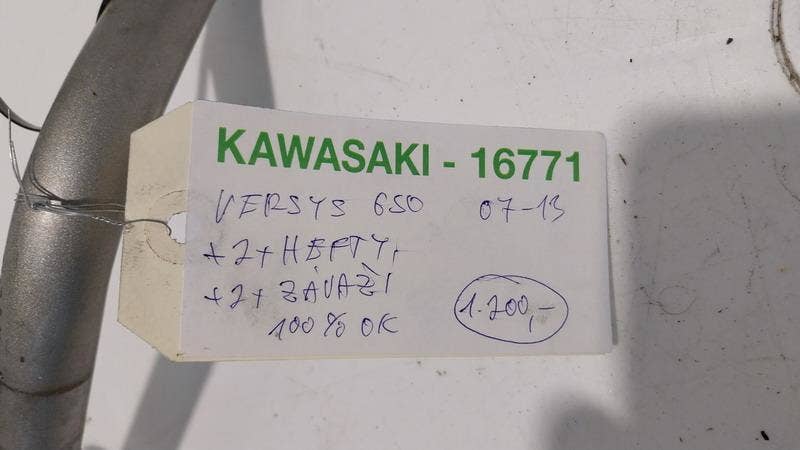 KAWASAKI - 16771
VERSYS 650 07-13
+2+HEFTY+
+2+ ZÁVAŽÍ
100% OK
1.200,-